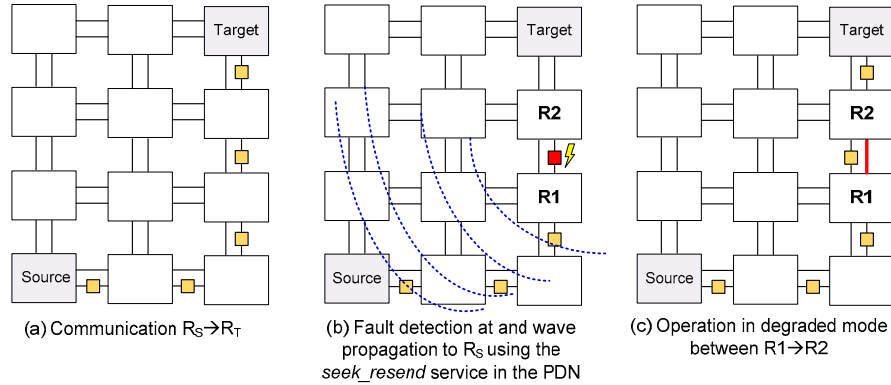 Target
Source
(a) Communication RS→RT
Target
R2
R1
Source
(b) Fault detection at and wave
propagation to RS using the
seek_resend service in the PDN
Target
R2
R1
Source
(c) Operation in degraded mode
between R1→R2